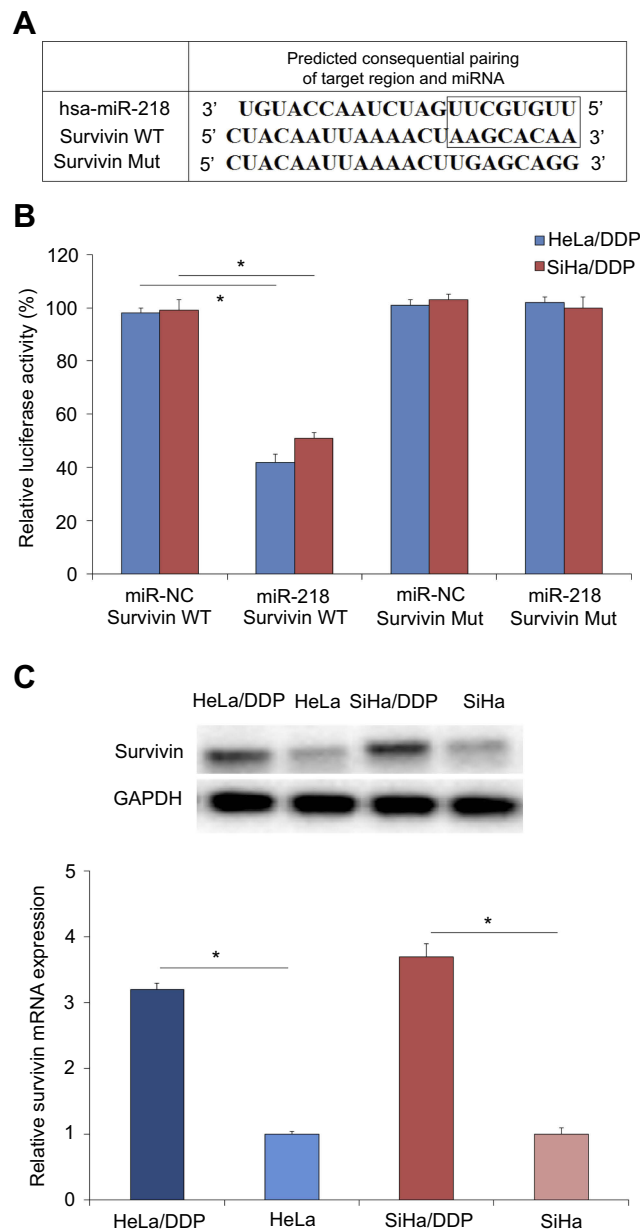 A
Predicted consequential pairing
of target region and miRNA
hsa-miR-218 3’ UGUACCAAUCUAGUUCGUGUU 5’
Survivin WT 5’ CUACAAUUAAAACUAAGCACAA 3’
Survivin Mut 5’ CUACAAUUAAAACUUGAGCAGG 3’
B
HeLa/DDP
SiHa/DDP
Relative luciferase activity (%)
120
100
80
60
40
20
0
* *
miR-NC miR-218 miR-NC miR-218
Survivin WT Survivin WT Survivin Mut Survivin Mut
C
HeLa/DDP HeLa SiHa/DDP SiHa
Survivin
GAPDH
Relative survivin mRNA expression
5
4
3
2
1
0
* *
HeLa/DDP HeLa SiHa/DDP SiHa